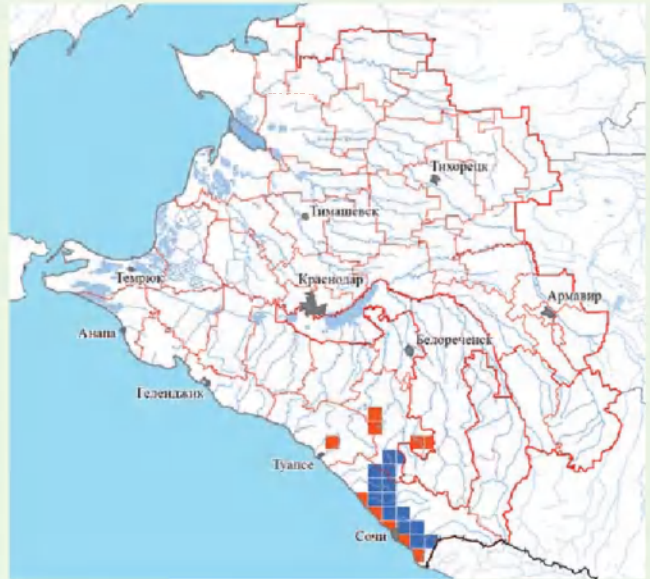 Тихорецк
Тимашевск
Темрюк
Краснодар
Армавир
Анапа
Белореченск
Геленджик
Туапсе
Сочи